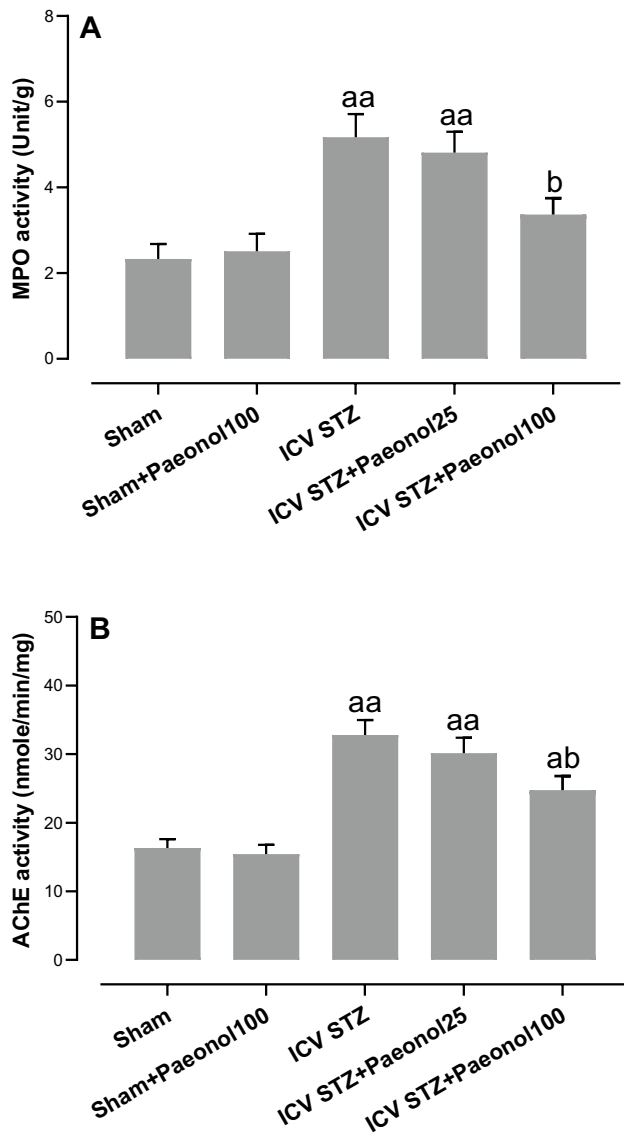 A
MPO activity (Unit/g)
8
6
4
2
0
aa
aa
b
Sham
Sham+Paeonol100
ICV STZ
ICV STZ+Paeonol25
ICV STZ+Paeonol100
B
AChE activity (nmole/min/mg)
50
40
30
20
10
0
aa
aa
ab
Sham
Sham+Paeonol100
ICV STZ
ICV STZ+Paeonol25
ICV STZ+Paeonol100